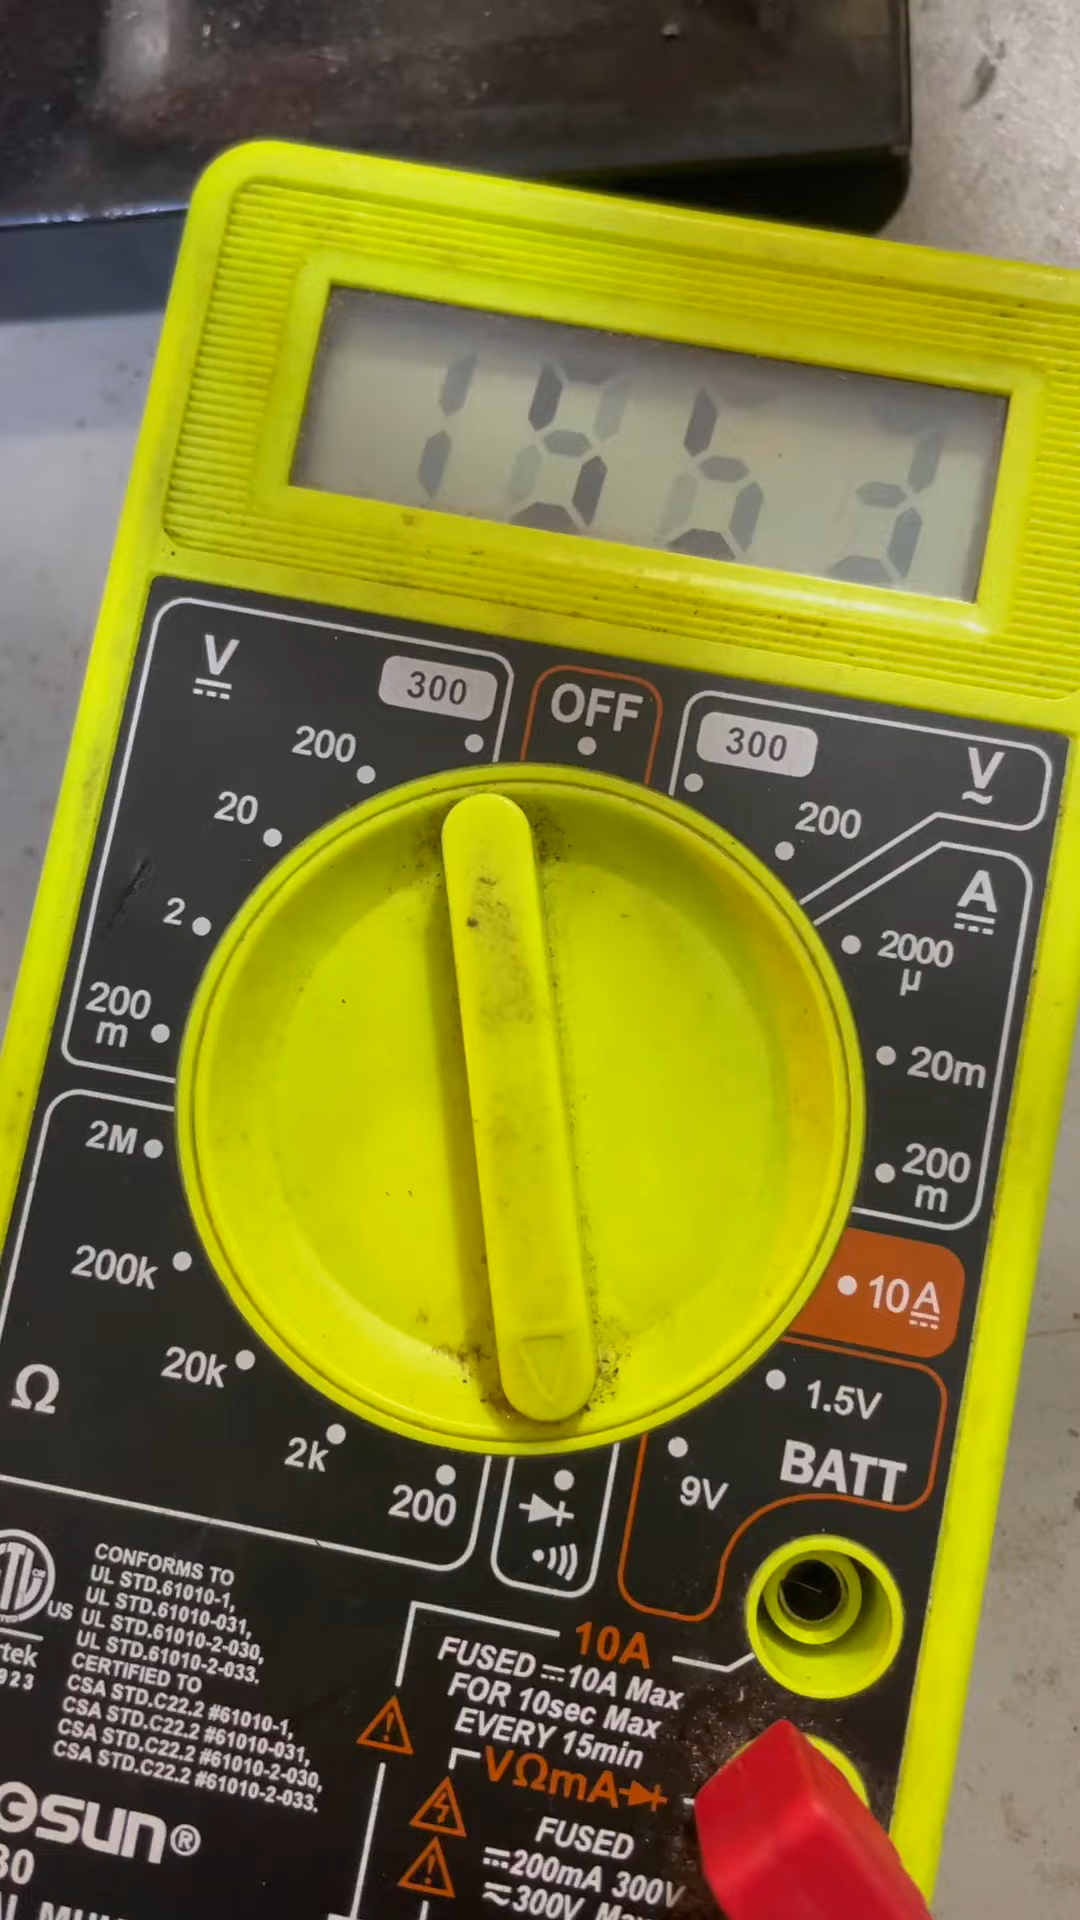 V
300
OFF
300
V
200
200
20
A
2
2000
µ
200
m
20m
2M
200
m
200k
10A
20k
1.5V
Ω
2k
BATT
200
9V
CONFORMS TO
UL STD.61010-1,
UL STD.61010-031,
UL STD.61010-2-030,
UL STD.61010-2-033.
CERTIFIED TO
CSA STD.C22.2 #61010-1,
CSA STD.C22.2 #61010-031,
CSA STD.C22.2 #61010-2-030,
CSA STD.C22.2 #61010-2-033.
US
10A
FUSED ⎓10A Max
FOR 10sec Max
EVERY 15min
VΩmA
FUSED
⎓200mA 300V
300V
sun®